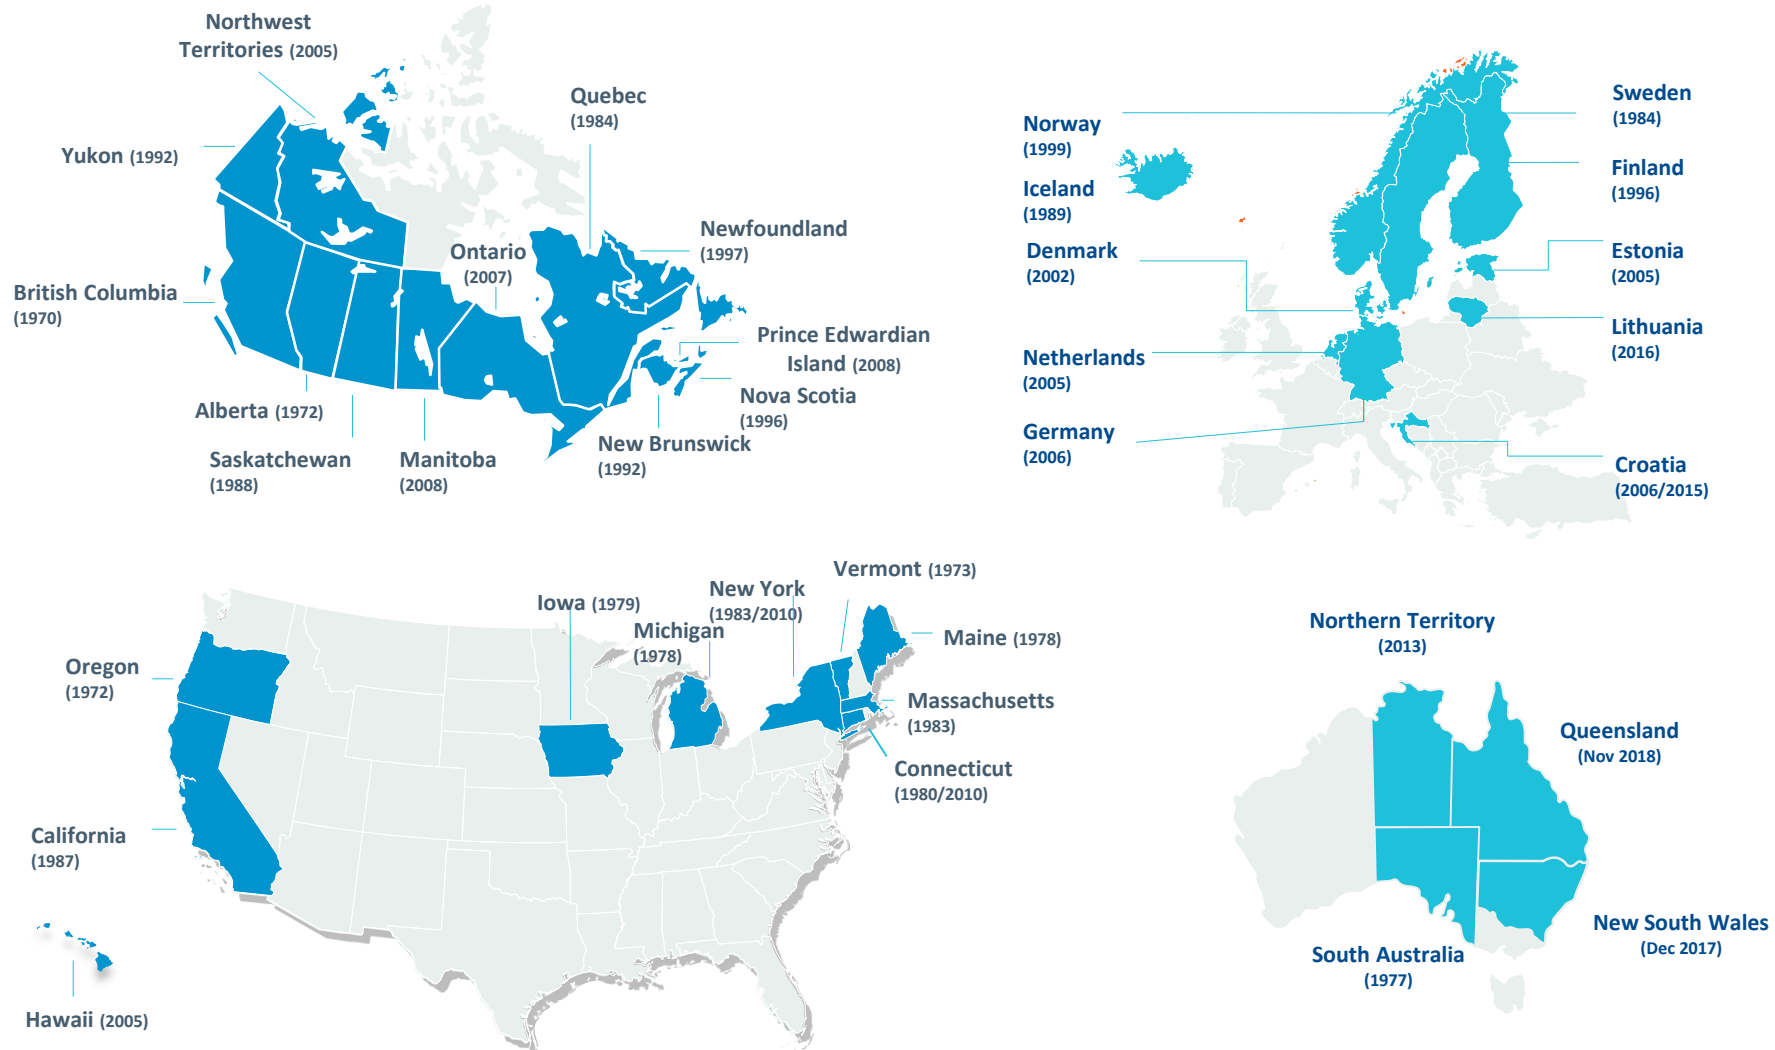 Northwest
Territories (2005)
Quebec
(1984)
Yukon (1992)
Newfoundland
(1997)
Ontario
(2007)
British Columbia
(1970)
Prince Edwardian
Island (2008)
Nova Scotia
(1996)
Alberta (1972)
New Brunswick
(1992)
Saskatchewan
(1988)
Manitoba
(2008)
Sweden
(1984)
Norway
(1999)
Finland
(1996)
Iceland
(1989)
Denmark
(2002)
Estonia
(2005)
Lithuania
(2016)
Netherlands
(2005)
Germany
(2006)
Croatia
(2006/2015)
Vermont (1973)
New York
(1983/2010)
Iowa (1979)
Michigan
(1978)
Maine (1978)
Oregon
(1972)
Massachusetts
(1983)
Connecticut
(1980/2010)
California
(1987)
Hawaii (2005)
Northern Territory
(2013)
Queensland
(Nov 2018)
New South Wales
(Dec 2017)
South Australia
(1977)